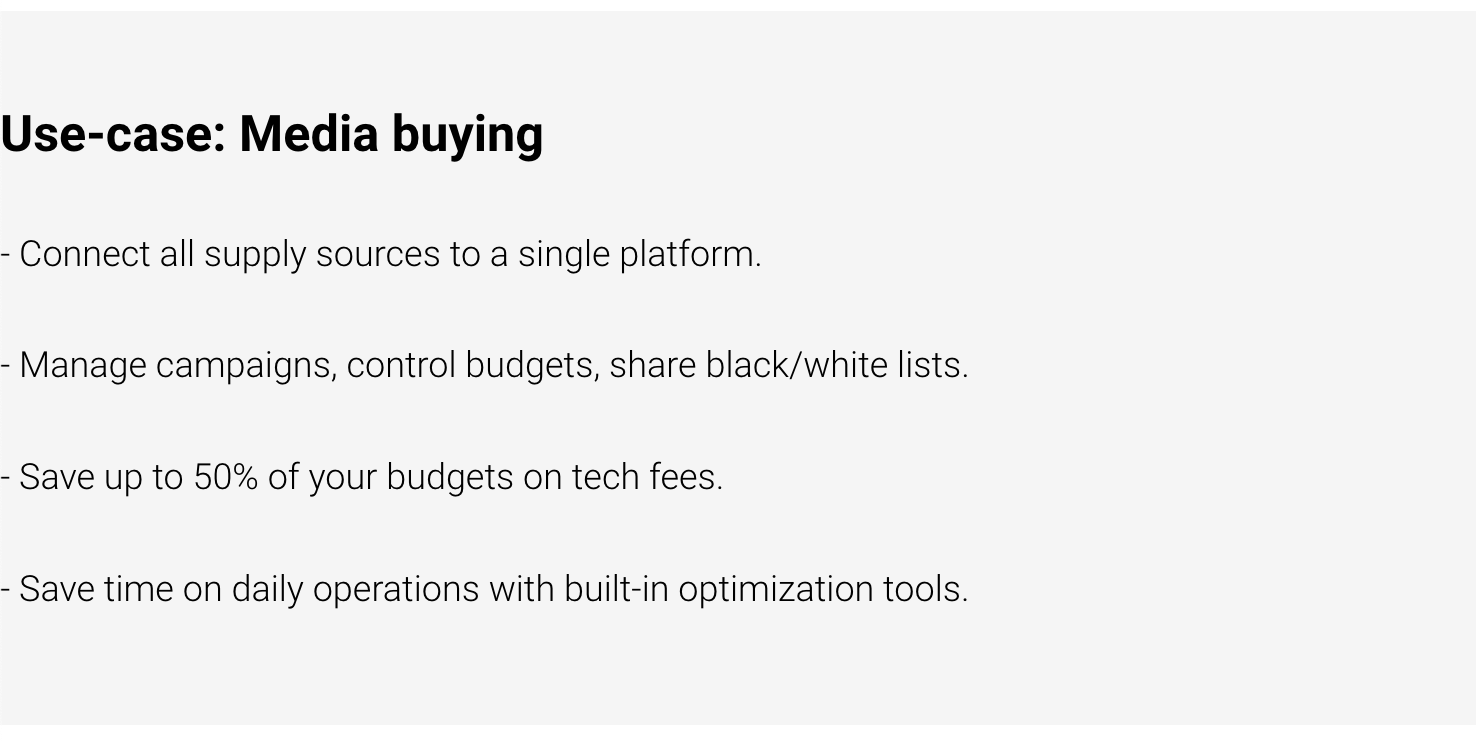 Use-case: Media buying
- Connect all supply sources to a single platform.
- Manage campaigns, control budgets, share black/white lists.
- Save up to 50% of your budgets on tech fees.
- Save time on daily operations with built-in optimization tools.